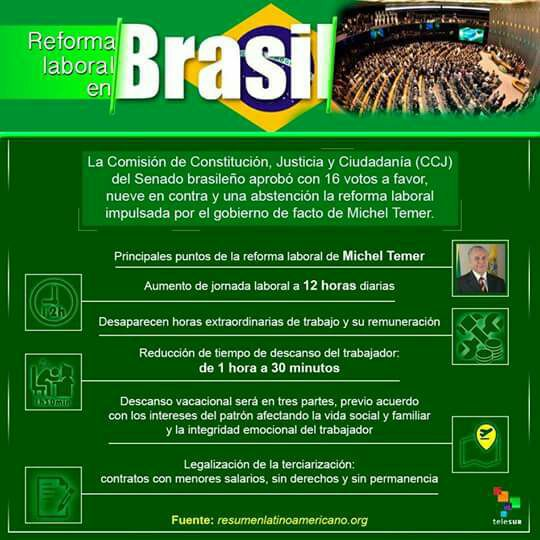 Reforma
laboral
en
Brasil
La Comisión de Constitución, Justicia y Ciudadanía (CCJ)
del Senado brasileño aprobó con 16 votos a favor,
nueve en contra y una abstención la reforma laboral
impulsada por el gobierno de facto de Michel Temer.
Principales puntos de la reforma laboral de Michel Temer
Aumento de jornada laboral a 12 horas diarias
12h
Desaparecen horas extraordinarias de trabajo y su remuneración
Reducción de tiempo de descanso del trabajador:
de 1 hora a 30 minutos
Descanso vacacional será en tres partes, previo acuerdo
con los intereses del patrón afectando la vida social y familiar
y la integridad emocional del trabajador
Legalización de la terciarización:
contratos con menores salarios, sin derechos y sin permanencia
Fuente: resumenlatinoamericano.org
teleSUR